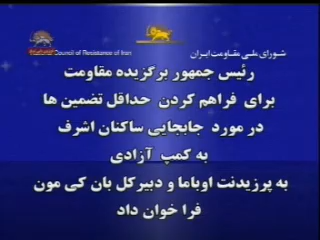 Council of Resistance of Iran
شورای ملی مقاومت ایران
رئیس جمهور برگزیده مقاومت
برای فراهم کردن حداقل تضمین ها
در مورد جابجایی ساکنان اشرف
به کمپ آزادی
به پرزیدنت اوباما و دبیرکل بان کی مون
فرا خوان داد